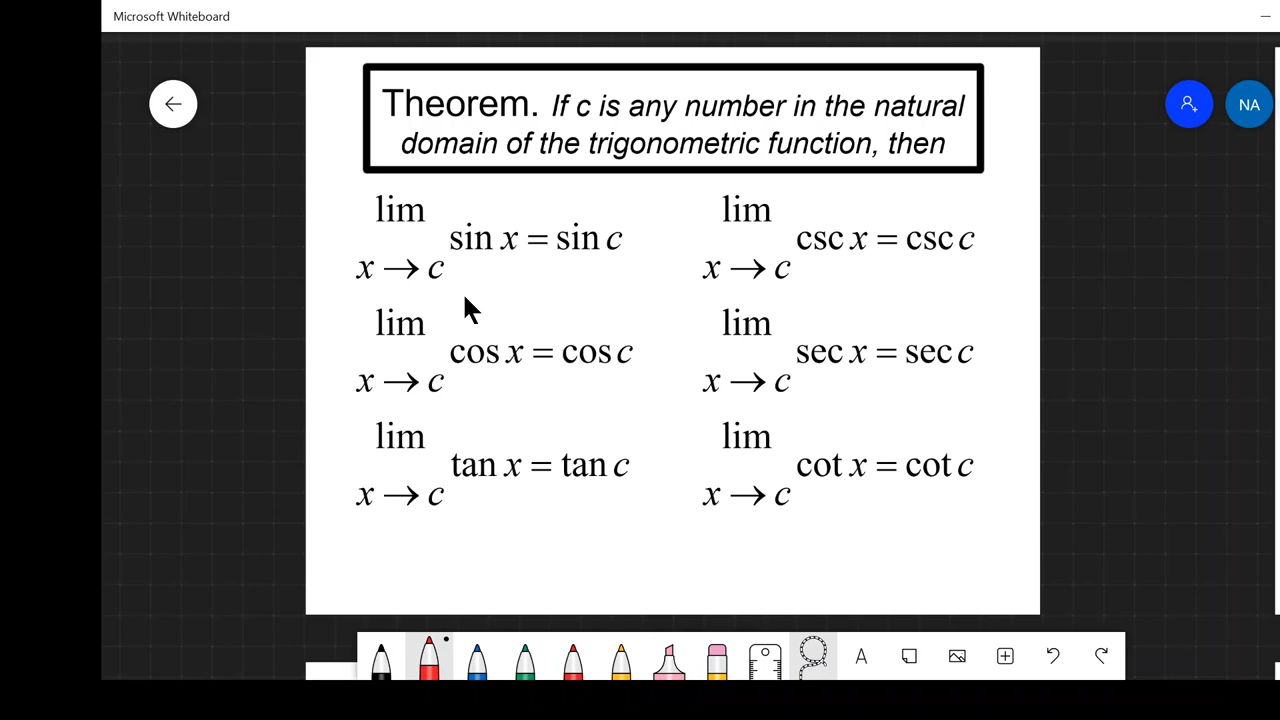 Microsoft Whiteboard
NA
Theorem. If c is any number in the natural
domain of the trigonometric function, then
lim
x → c
sin x = sin c
lim
x → c
csc x = csc c
lim
x → c
cos x = cos c
lim
x → c
sec x = sec c
lim
x → c
tan x = tan c
lim
x → c
cot x = cot c
A